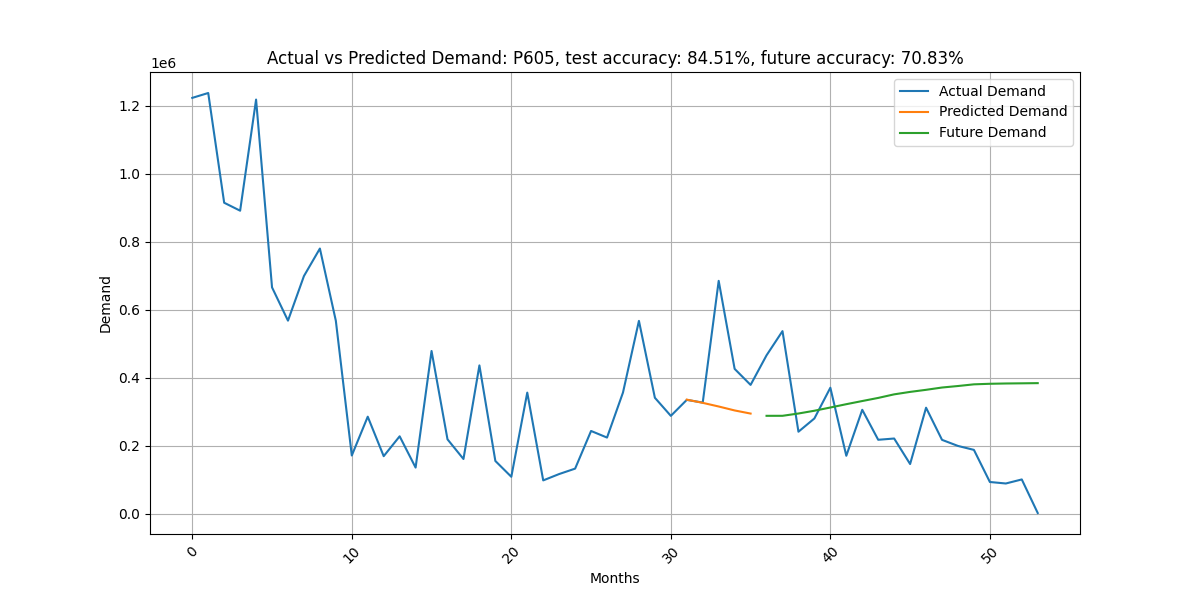 Actual vs Predicted Demand: P605, test accuracy: 84.51%, future accuracy: 70.83%
1e6
Actual Demand
Predicted Demand
Future Demand
1.2
1.0
0.8
0.6
0.4
0.2
0.0
Demand
0 10 20 30 40 50
Months